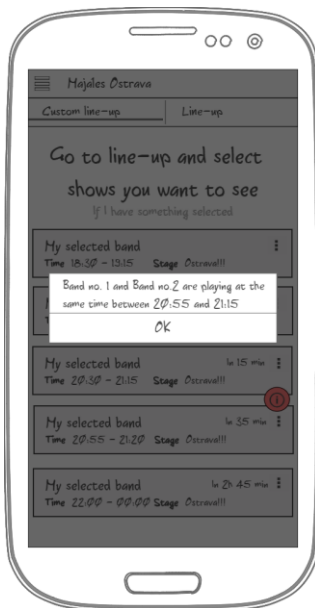 Majales Ostrava
Custom line-up
Line-up
Go to line-up and select
shows you want to see
If I have something selected
My selected band
Time 18:30 - 13:15 Stage Ostrava!!!
Band no. 1 and Band no.2 are playing at the
same time between 20:55 and 21:15
OK
My selected band In 15 min
Time 20:30 - 21:15 Stage Ostrava!!!
My selected band In 35 min
Time 20:55 - 21:20 Stage Ostrava!!!
My selected band In 2h 45 min
Time 22:00 - 00:00 Stage Ostrava!!!